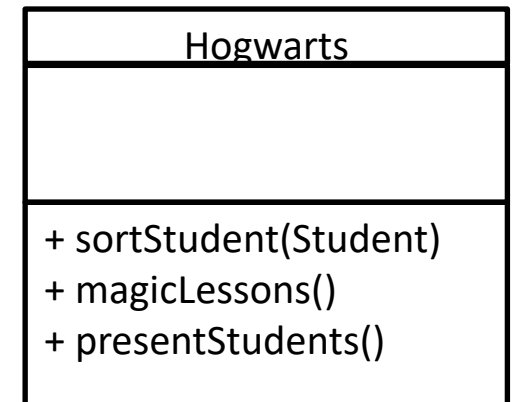 Hogwarts
+ sortStudent(Student)
+ magicLessons()
+ presentStudents()